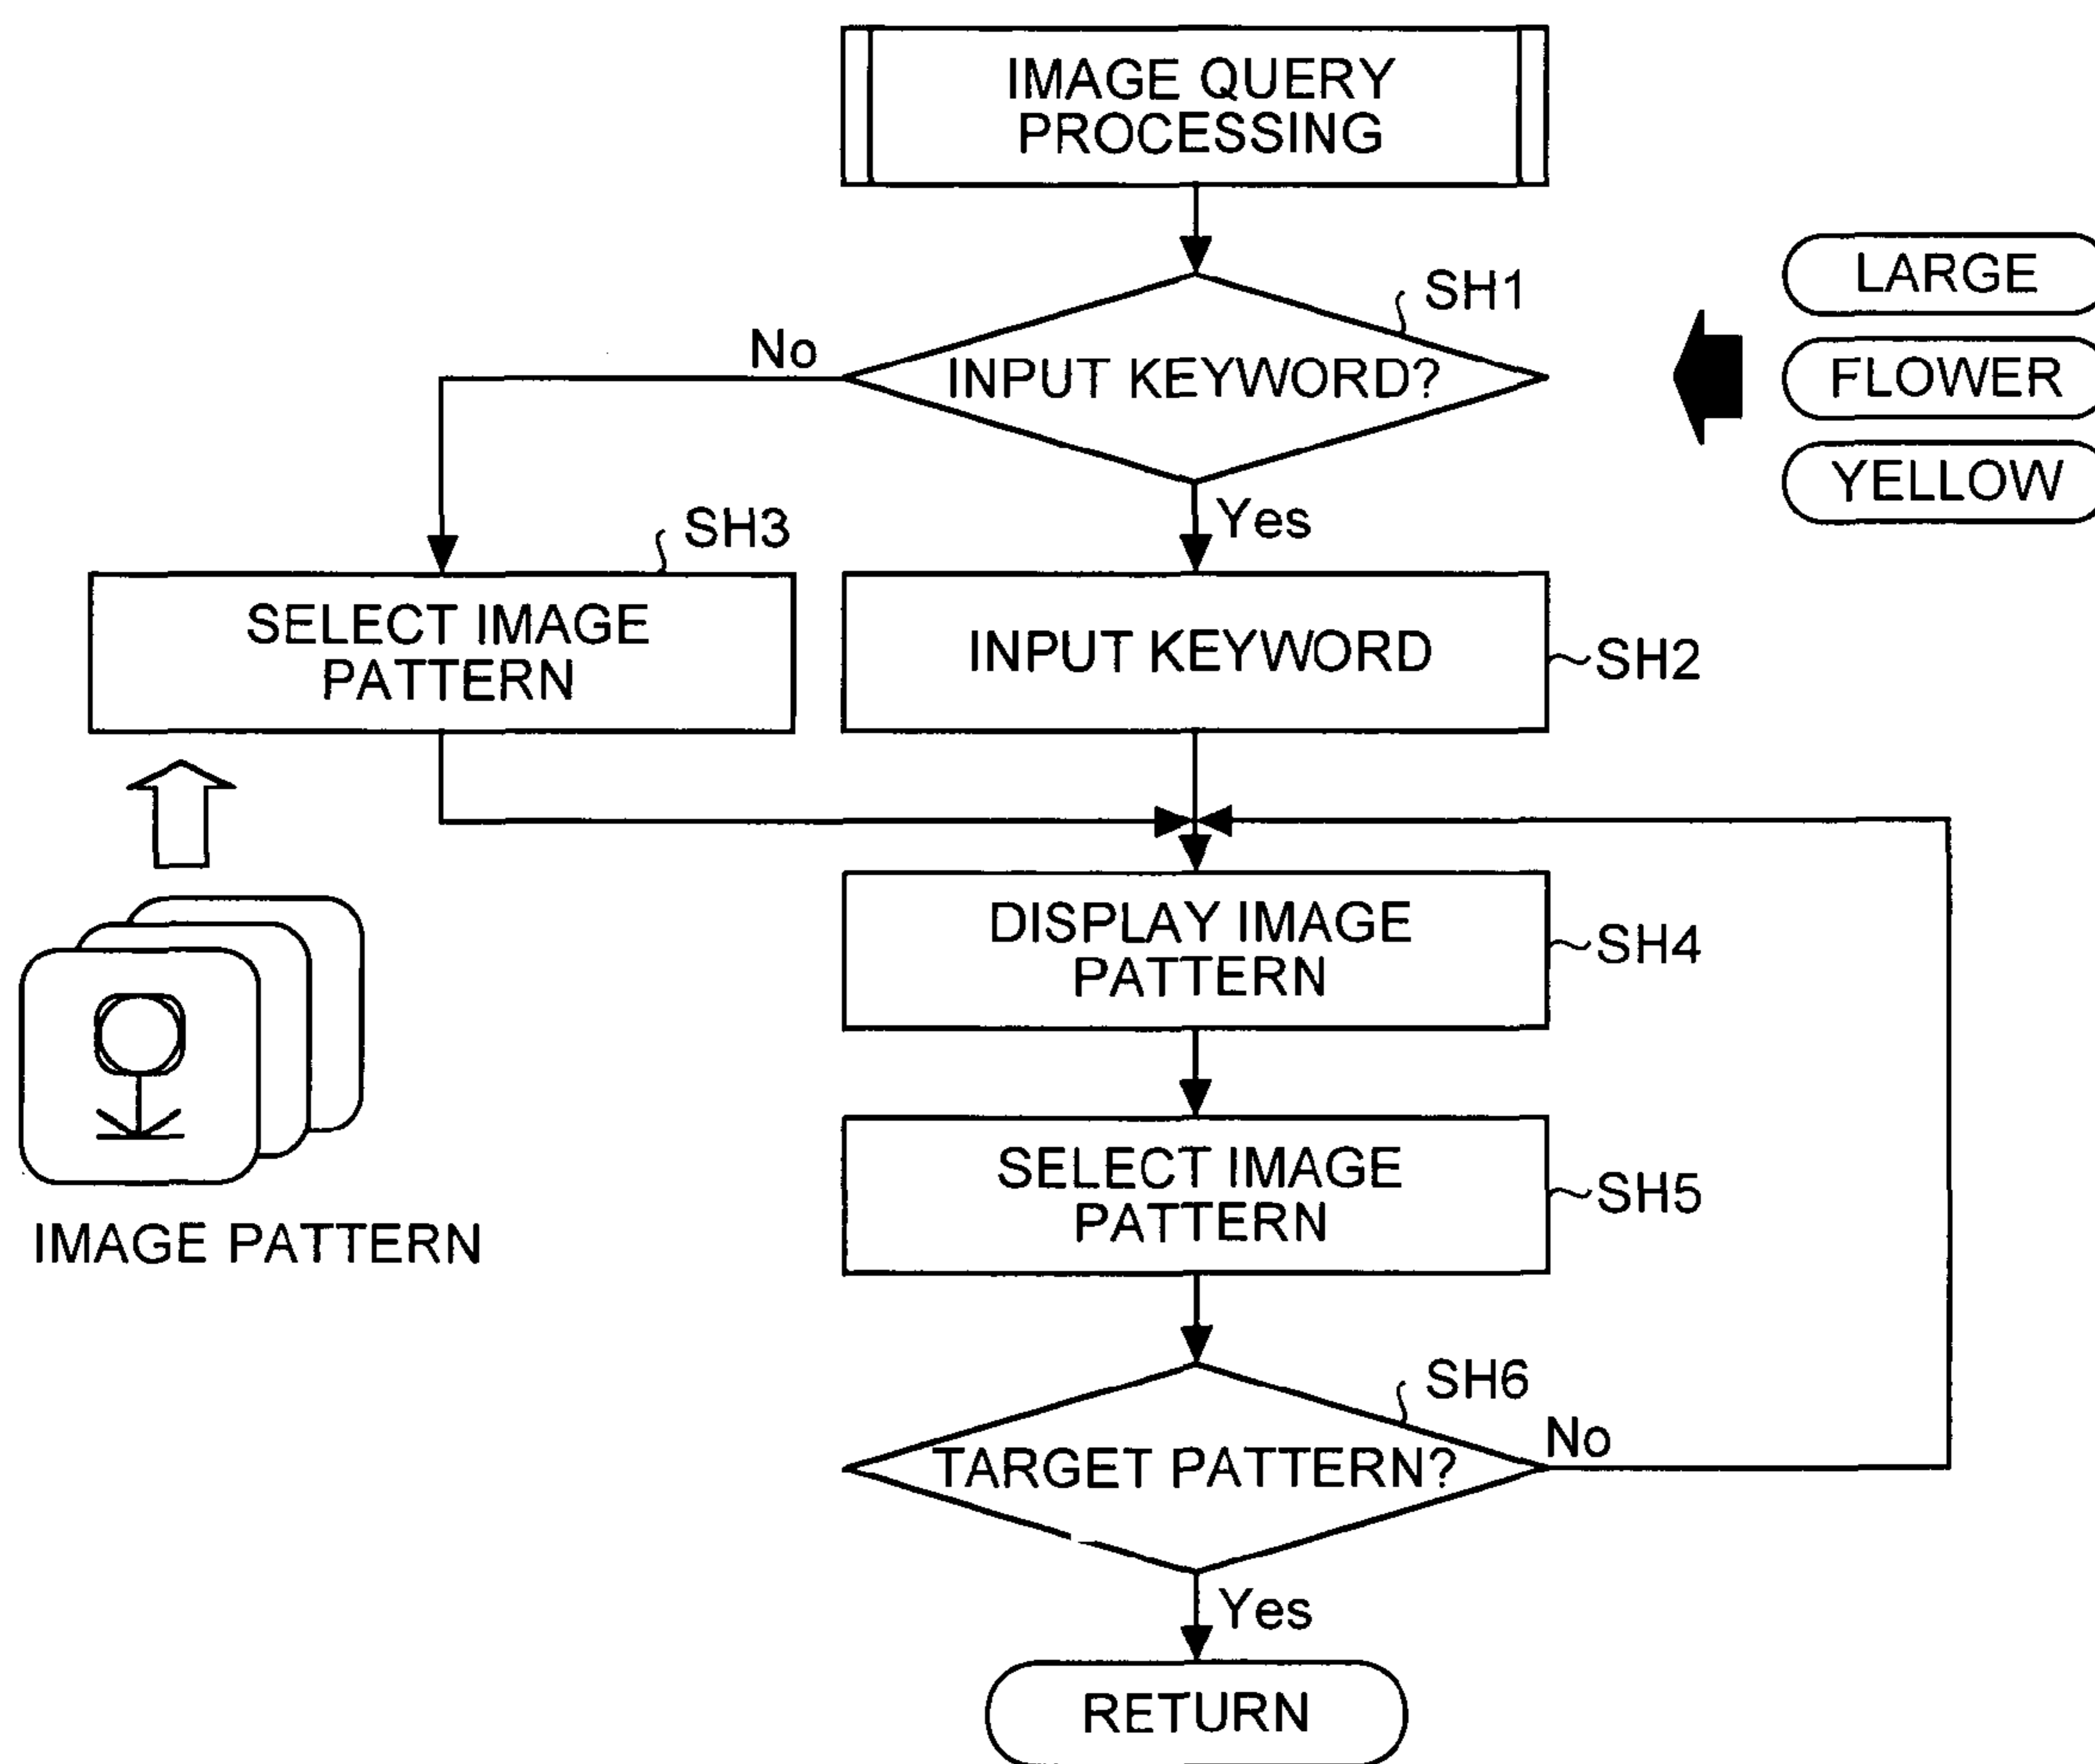 IMAGE QUERY
PROCESSING
SH1
LARGE
No
INPUT KEYWORD?
FLOWER
YELLOW
Yes
SH3
SELECT IMAGE
PATTERN
INPUT KEYWORD
SH2
DISPLAY IMAGE
PATTERN
SH4
SELECT IMAGE
PATTERN
SH5
IMAGE PATTERN
SH6
No
TARGET PATTERN?
Yes
RETURN